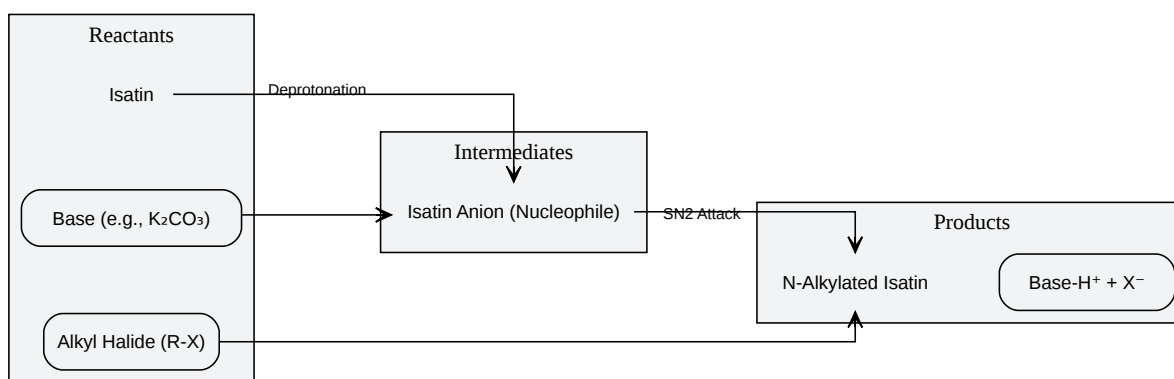 Reactants
Isatin
Deprotonation
Intermediates
Base (e.g., K₂CO₃)
Isatin Anion (Nucleophile)
SN2 Attack
Products
N-Alkylated Isatin
Base-H⁺ + X⁻
Alkyl Halide (R-X)